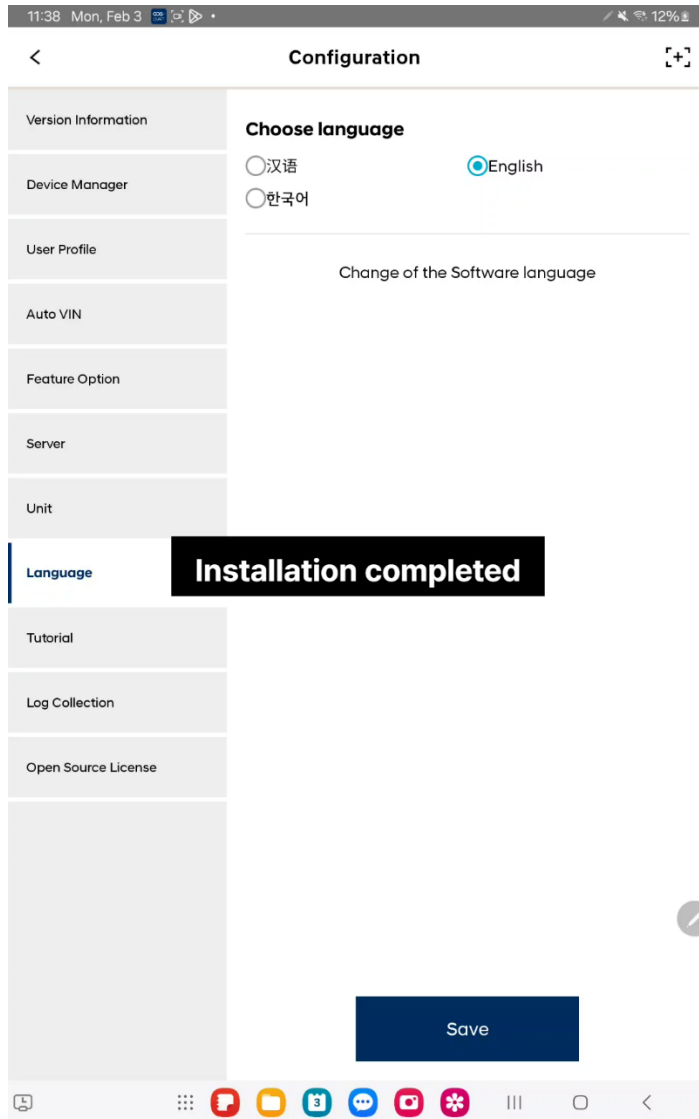 11:38 Mon, Feb 3
12%
Configuration
Version Information
Device Manager
User Profile
Auto VIN
Feature Option
Server
Unit
Language
Tutorial
Log Collection
Open Source License
Choose language
汉语
English
한국어
Change of the Software language
Installation completed
Save
3